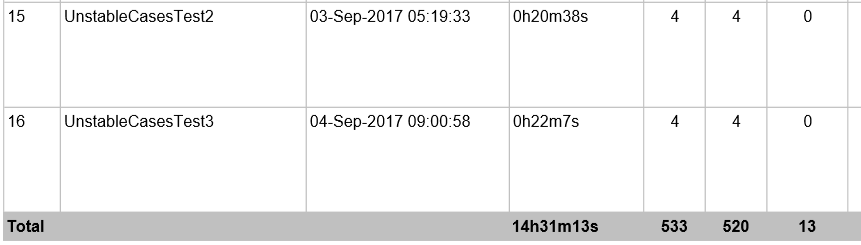 15 UnstableCasesTest2 03-Sep-2017 05:19:33 0h20m38s 4 4 0
16 UnstableCasesTest3 04-Sep-2017 09:00:58 0h22m7s 4 4 0
Total 14h31m13s 533 520 13